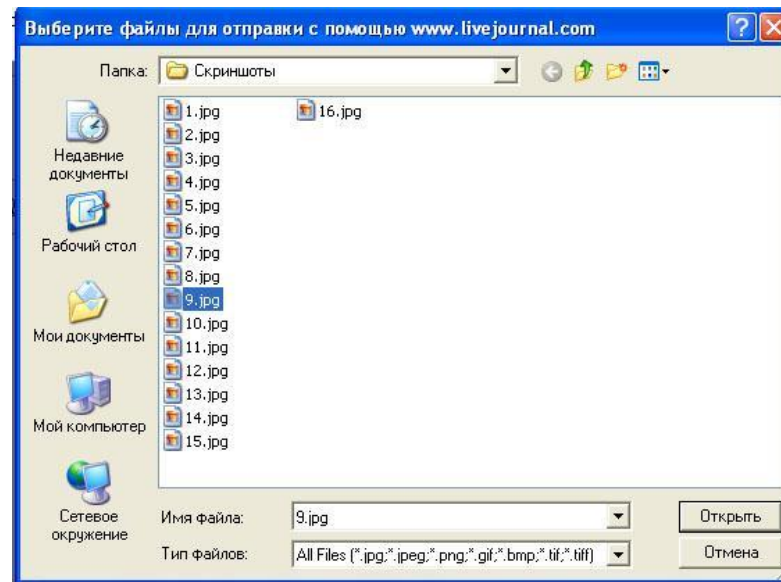 Выберите файлы для отправки с помощью www.livejournal.com
Папка: Скриншоты
Недавние документы
Рабочий стол
Мои документы
Мой компьютер
Сетевое окружение
1.jpg
2.jpg
3.jpg
4.jpg
5.jpg
6.jpg
7.jpg
8.jpg
9.jpg
10.jpg
11.jpg
12.jpg
13.jpg
14.jpg
15.jpg
16.jpg
Имя файла: 9.jpg
Открыть
Тип файлов: All Files (*.jpg;*.jpeg;*.png;*.gif;*.bmp;*.tif;*.tiff)
Отмена